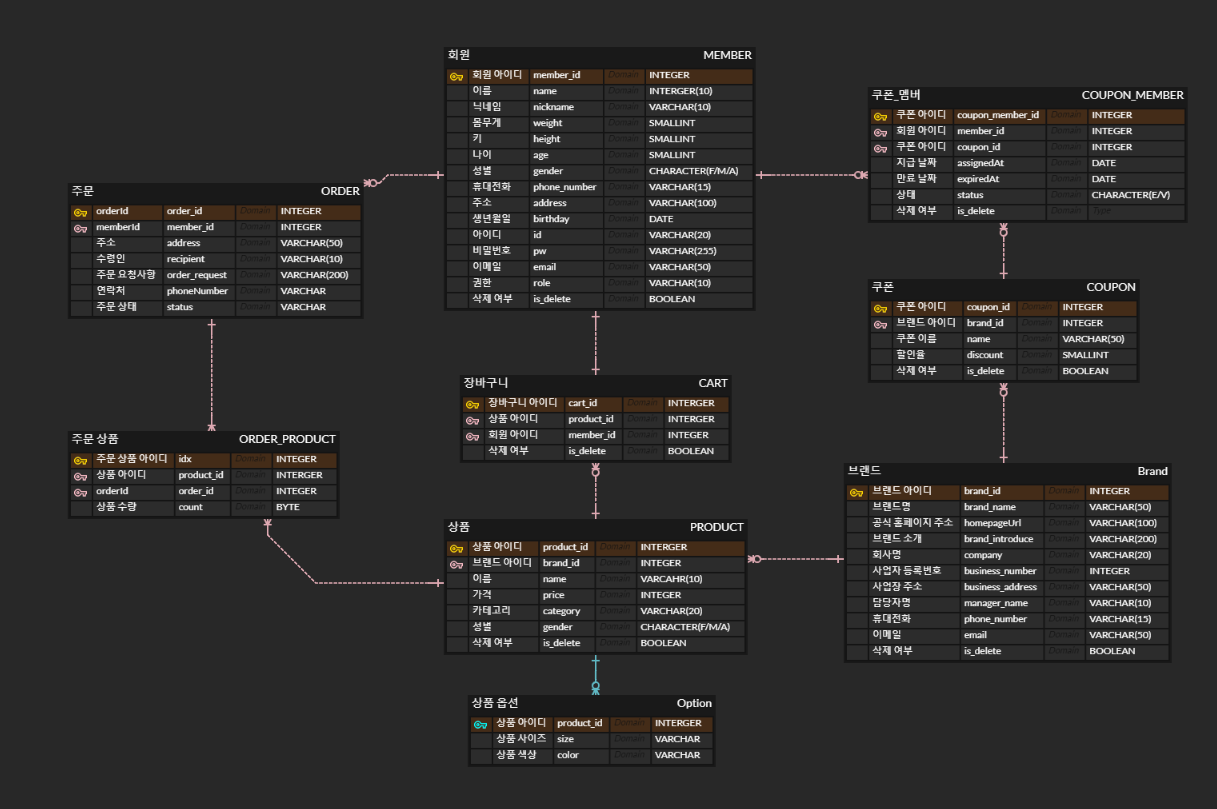 회원 MEMBER
회원 아이디 member_id Domain INTEGER
이름 name Domain INTERGER(10)
닉네임 nickname Domain VARCHAR(10)
몸무게 weight Domain SMALLINT
키 height Domain SMALLINT
나이 age Domain SMALLINT
성별 gender Domain CHARACTER(F/M/A)
휴대전화 phone_number Domain VARCHAR(15)
주소 address Domain VARCHAR(100)
생년월일 birthday Domain DATE
아이디 id Domain VARCHAR(20)
비밀번호 pw Domain VARCHAR(255)
이메일 email Domain VARCHAR(50)
권한 role Domain VARCHAR(10)
삭제 여부 is_delete Domain BOOLEAN
쿠폰_멤버 COUPON_MEMBER
쿠폰 아이디 coupon_member_id Domain INTEGER
회원 아이디 member_id Domain INTEGER
쿠폰 아이디 coupon_id Domain INTEGER
지급 날짜 assignedAt Domain DATE
만료 날짜 expiredAt Domain DATE
상태 status Domain CHARACTER(E/V)
삭제 여부 is_delete Domain Type
주문 ORDER
orderId order_id Domain INTEGER
memberId member_id Domain INTEGER
주소 address Domain VARCHAR(50)
수령인 recipient Domain VARCHAR(10)
주문 요청사항 order_request Domain VARCHAR(200)
연락처 phoneNumber Domain VARCHAR
주문 상태 status Domain VARCHAR
쿠폰 COUPON
쿠폰 아이디 coupon_id Domain INTEGER
브랜드 아이디 brand_id Domain INTEGER
쿠폰 이름 name Domain VARCHAR(50)
할인율 discount Domain SMALLINT
삭제 여부 is_delete Domain BOOLEAN
장바구니 CART
장바구니 아이디 cart_id Domain INTERGER
상품 아이디 product_id Domain INTERGER
회원 아이디 member_id Domain INTEGER
삭제 여부 is_delete Domain BOOLEAN
주문 상품 ORDER_PRODUCT
주문 상품 아이디 idx Domain INTEGER
상품 아이디 product_id Domain INTERGER
orderId order_id Domain INTEGER
상품 수량 count Domain BYTE
브랜드 Brand
브랜드 아이디 brand_id Domain INTEGER
브랜드명 brand_name Domain VARCHAR(50)
공식 홈페이지 주소 homepageUrl Domain VARCHAR(100)
브랜드 소개 brand_introduce Domain VARCHAR(200)
회사명 company Domain VARCHAR(20)
사업자 등록번호 business_number Domain INTEGER
사업장 주소 business_address Domain VARCHAR(50)
담당자명 manager_name Domain VARCHAR(10)
휴대전화 phone_number Domain VARCHAR(15)
이메일 email Domain VARCHAR(50)
삭제 여부 is_delete Domain BOOLEAN
상품 PRODUCT
상품 아이디 product_id Domain INTERGER
브랜드 아이디 brand_id Domain INTEGER
이름 name Domain VARCAHR(10)
가격 price Domain INTEGER
카테고리 category Domain VARCHAR(20)
성별 gender Domain CHARACTER(F/M/A)
삭제 여부 is_delete Domain BOOLEAN
상품 옵션 Option
상품 아이디 product_id Domain INTERGER
상품 사이즈 size Domain VARCHAR
상품 색상 color Domain VARCHAR